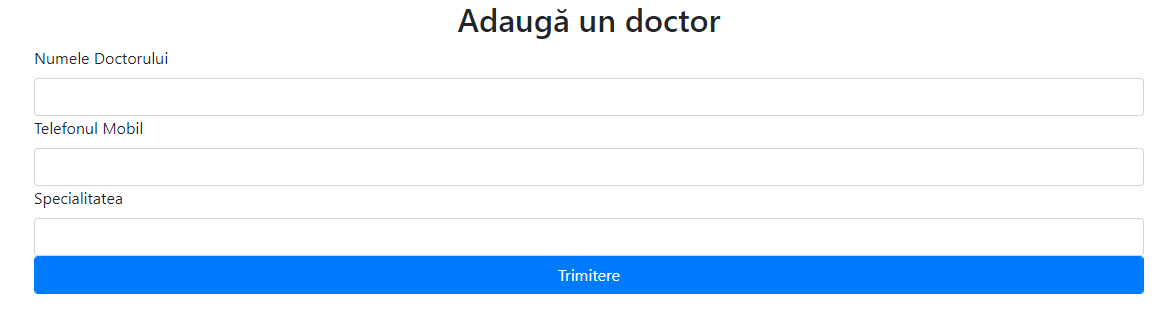 Adaugă un doctor
Numele Doctorului
Telefonul Mobil
Specialitatea
Trimitere